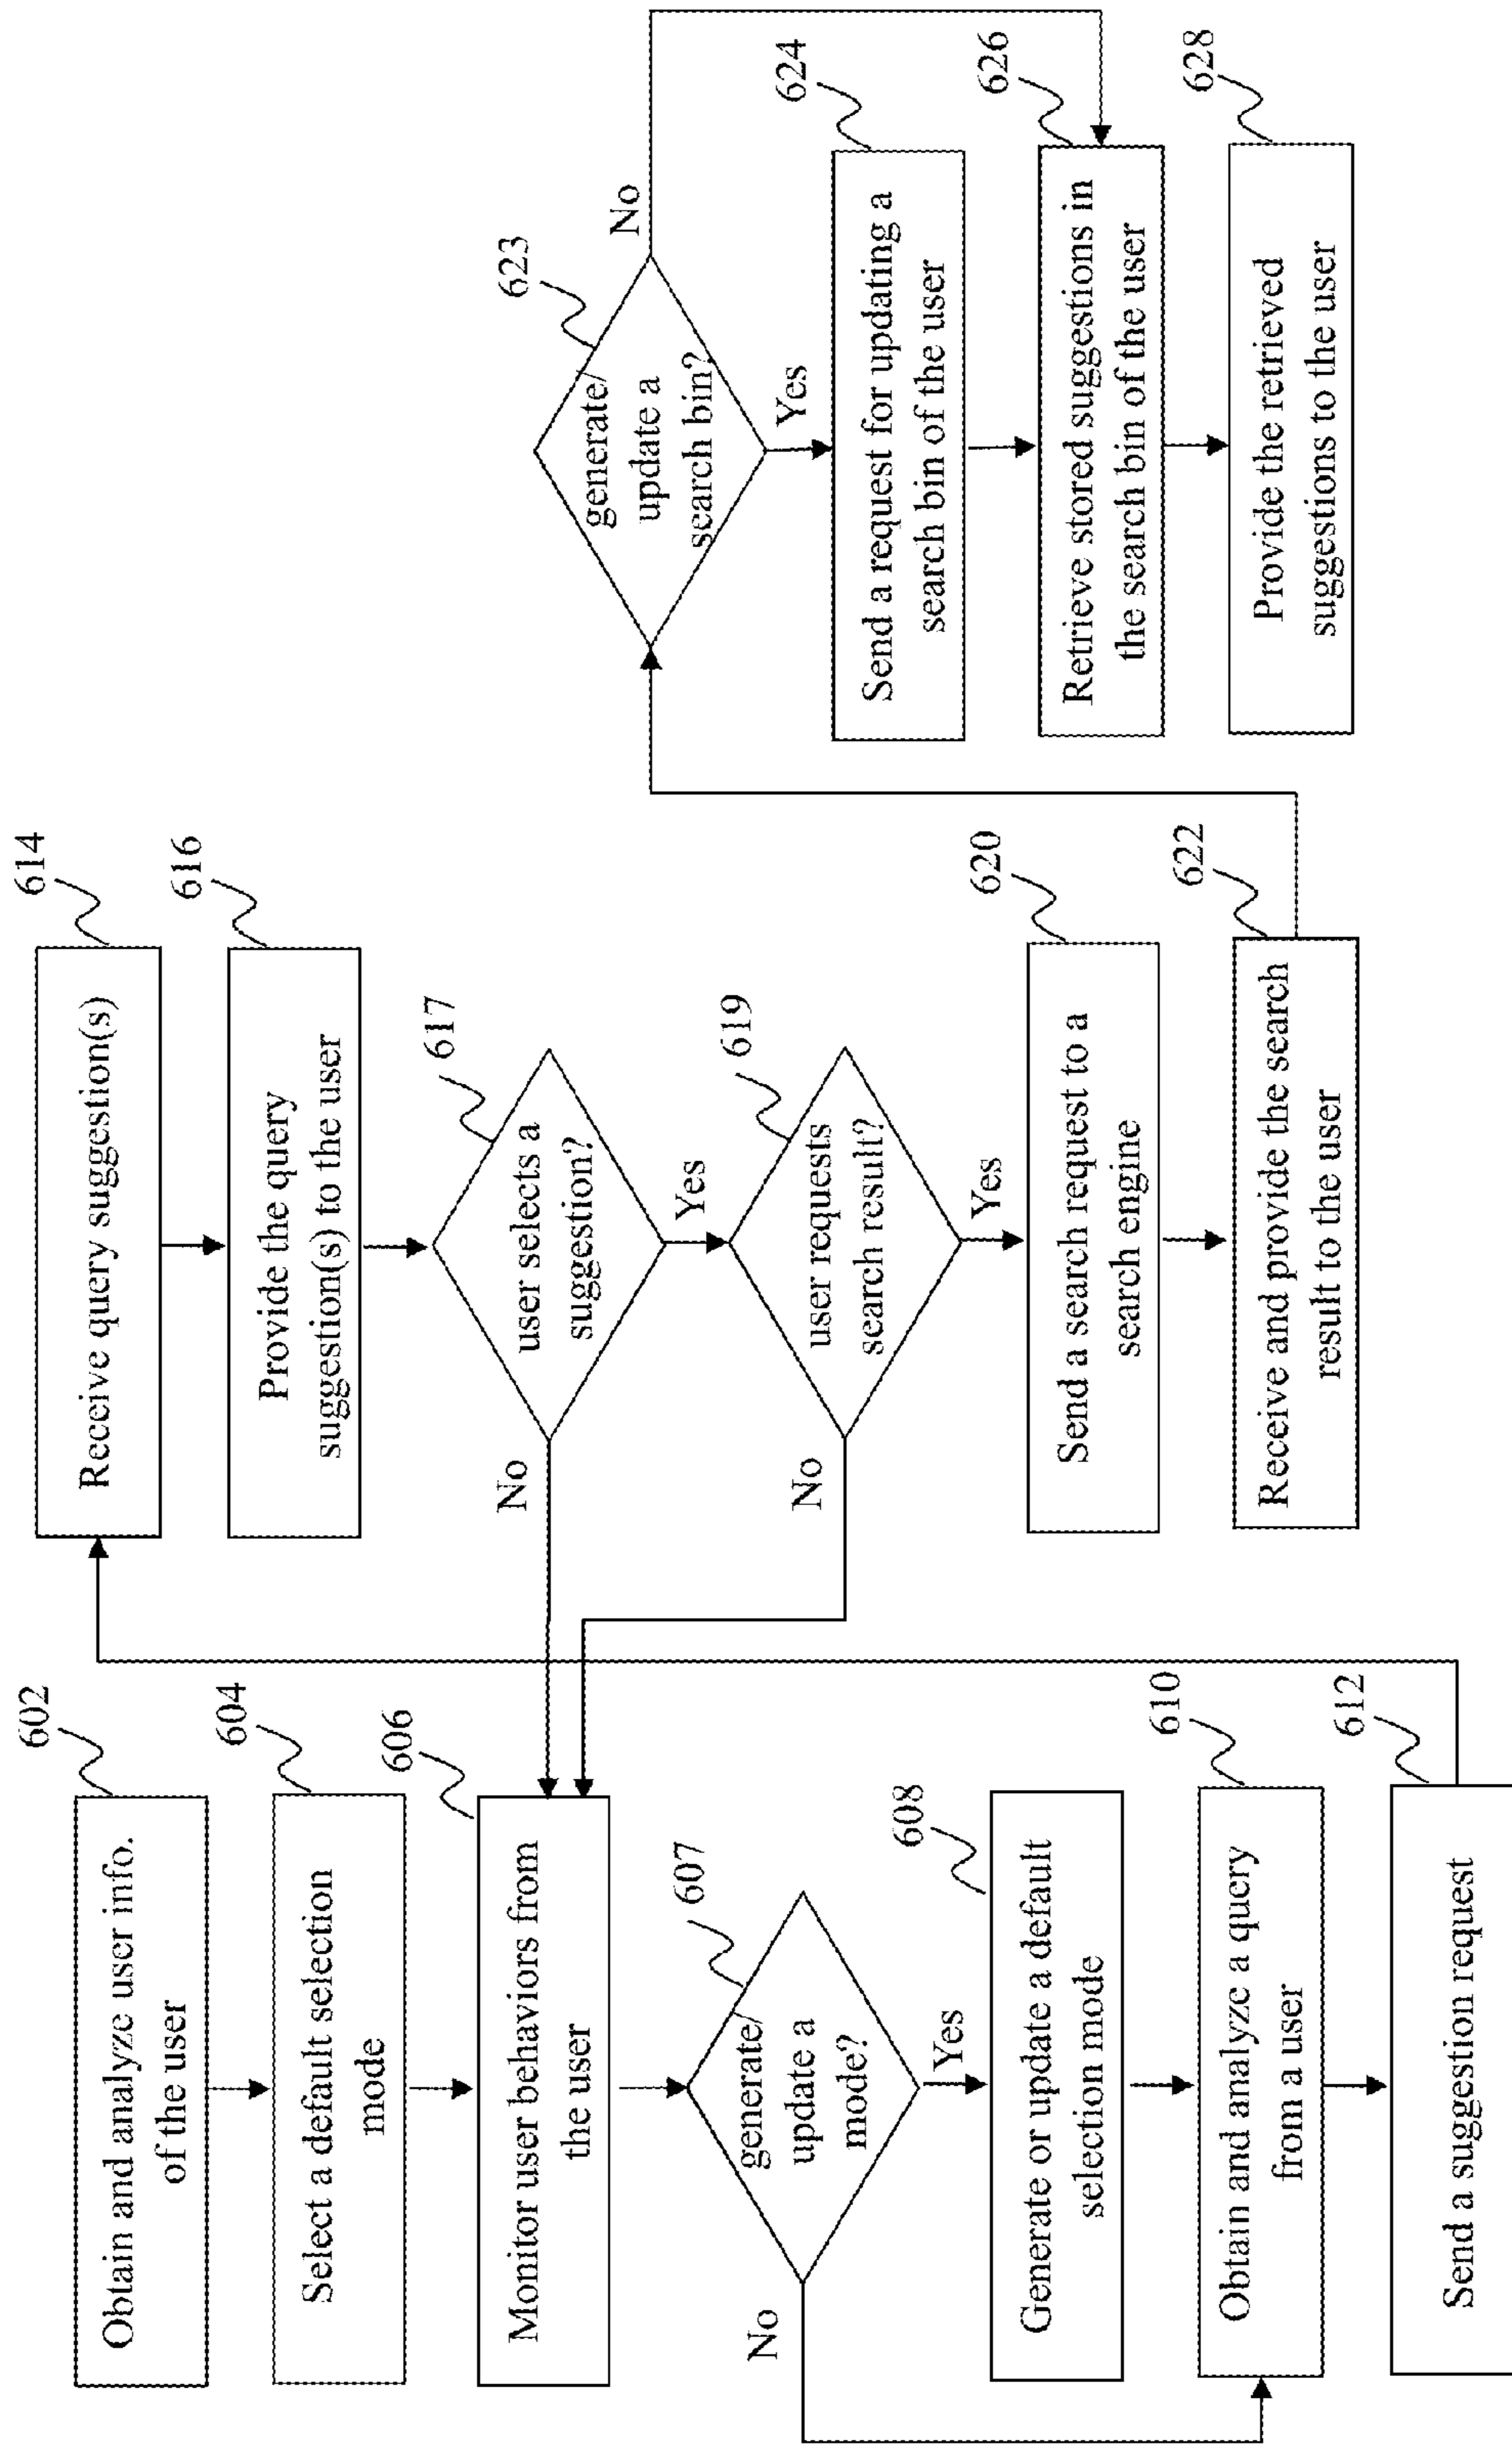 602
Obtain and analyze user info.
of the user
604
Select a default selection
mode
606
Monitor user behaviors from
the user
607
generate/
update a
mode?
No
Yes
608
Generate or update a default
selection mode
610
Obtain and analyze a query
from a user
612
Send a suggestion request
614
Receive query suggestion(s)
616
Provide the query
suggestion(s) to the user
617
user selects a
suggestion?
No
Yes
619
user requests
search result?
No
Yes
620
Send a search request to a
search engine
622
Receive and provide the search
result to the user
623
generate/
update a
search bin?
No
Yes
624
Send a request for updating a
search bin of the user
626
Retrieve stored suggestions in
the search bin of the user
628
Provide the retrieved
suggestions to the user